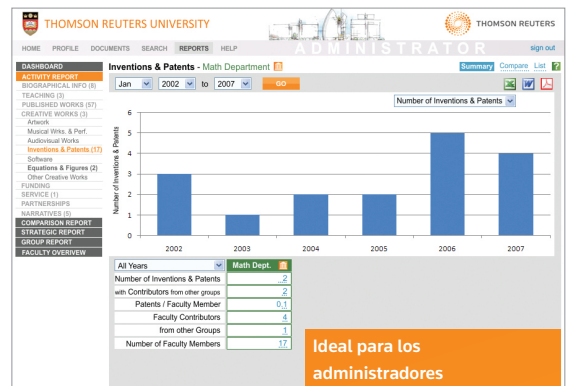 THOMSON REUTERS UNIVERSITY
THOMSON REUTERS
ADMINISTRATOR
HOME PROFILE DOCUMENTS SEARCH REPORTS HELP
sign out
DASHBOARD
ACTIVITY REPORT
BIOGRAPHICAL INFO (8)
TEACHING (3)
PUBLISHED WORKS (57)
CREATIVE WORKS (3)
Artwork
Musical Wrks. & Perf.
Audiovisual Works
Inventions & Patents (17)
Software
Equations & Figures (2)
Other Creative Works
FUNDING
SERVICE (1)
PARTNERSHIPS
NARRATIVES (5)
COMPARISON REPORT
STRATEGIC REPORT
GROUP REPORT
FACULTY OVERIVEW
Inventions & Patents - Math Department
Summary Compare List ?
Jan 2002 to 2007 GO
Number of Inventions & Patents
Number of Inventions & Patents
6
5
4
3
2
1
0
2002 2003 2004 2005 2006 2007
All Years Math Dept.
Number of Inventions & Patents 2
with Contributors from other groups 2
Patents / Faculty Member 0.1
Faculty Contributors 4
from other Groups 1
Number of Faculty Members 17
Ideal para los
administradores